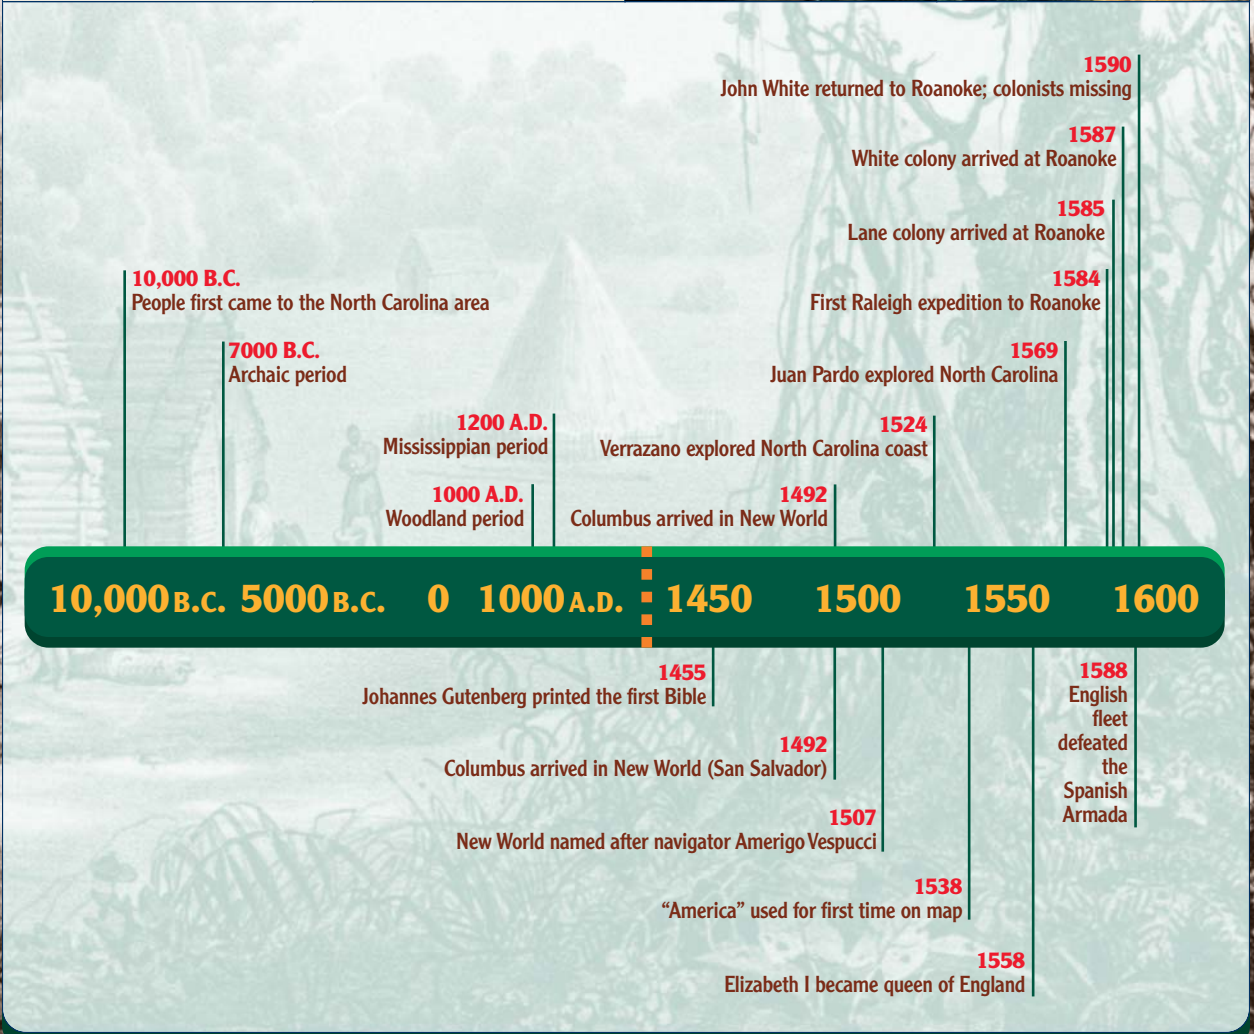 1590
John White returned to Roanoke; colonists missing
1587
White colony arrived at Roanoke
1585
Lane colony arrived at Roanoke
1584
First Raleigh expedition to Roanoke
10,000 B.C.
People first came to the North Carolina area
1569
Juan Pardo explored North Carolina
7000 B.C.
Archaic period
1200 A.D.
Mississippian period
1524
Verrazano explored North Carolina coast
1000 A.D.
Woodland period
1492
Columbus arrived in New World
10,000 B.C. 5000 B.C. 0 1000 A.D. 1450 1500 1550 1600
1455
Johannes Gutenberg printed the first Bible
1492
Columbus arrived in New World (San Salvador)
1507
New World named after navigator Amerigo Vespucci
1538
“America” used for first time on map
1558
Elizabeth I became queen of England
1588
English
fleet
defeated
the
Spanish
Armada